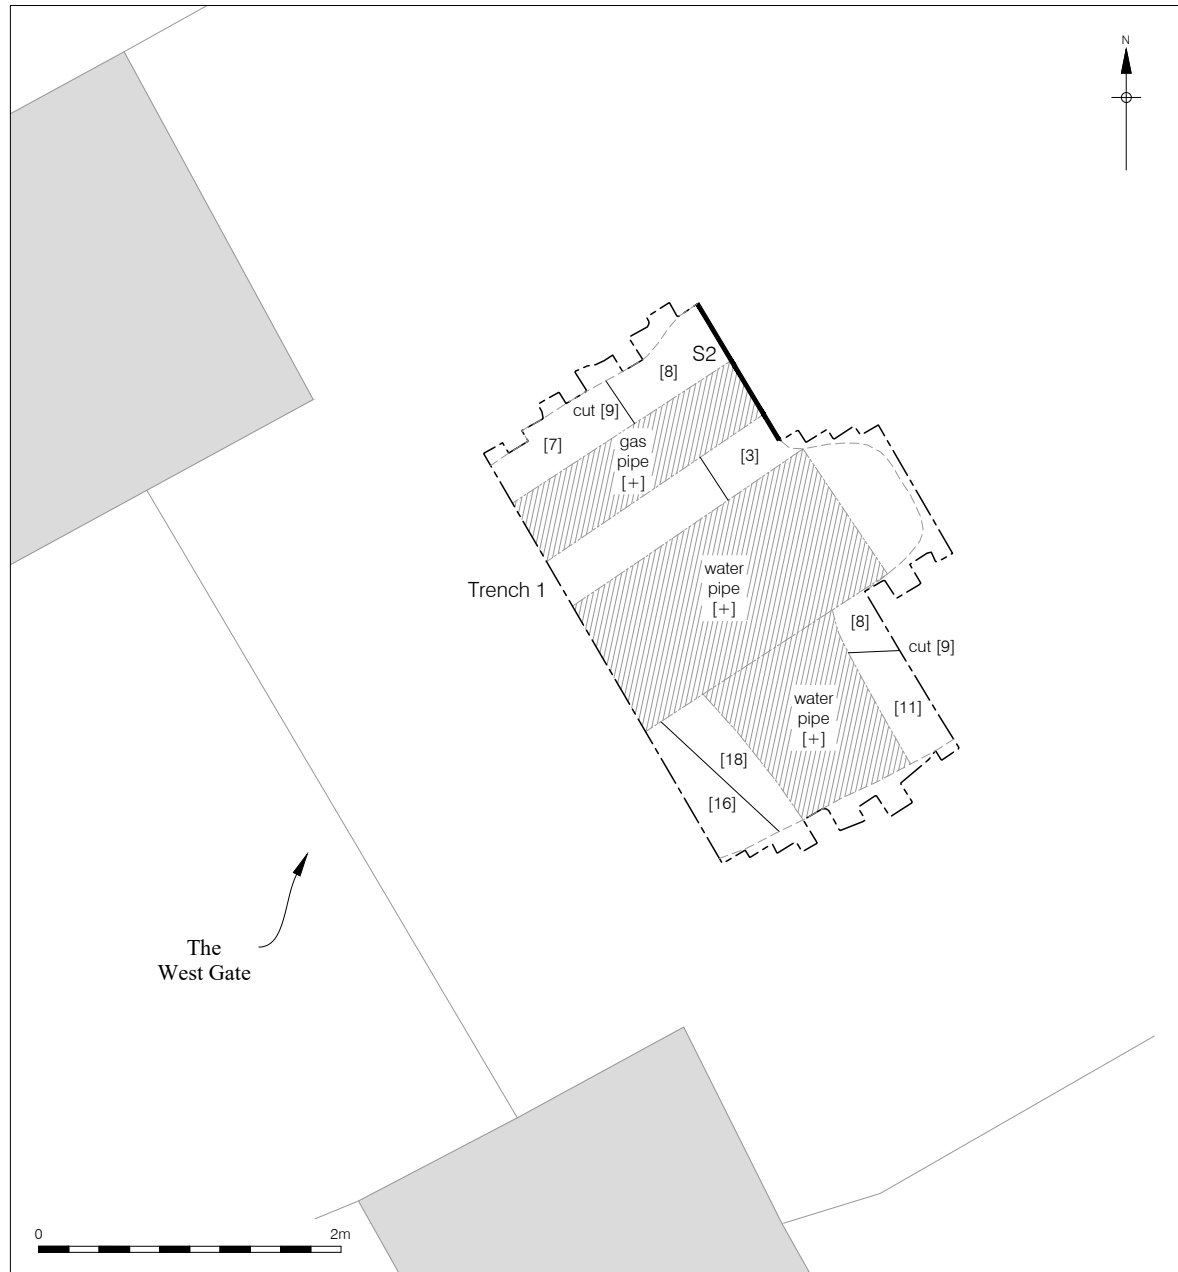 N
S2
[8]
cut [9]
[7]
gas
pipe
[+]
[3]
water
pipe
[+]
Trench 1
[8]
cut [9]
water
pipe
[+]
[11]
[18]
[16]
The
West Gate
0
2m